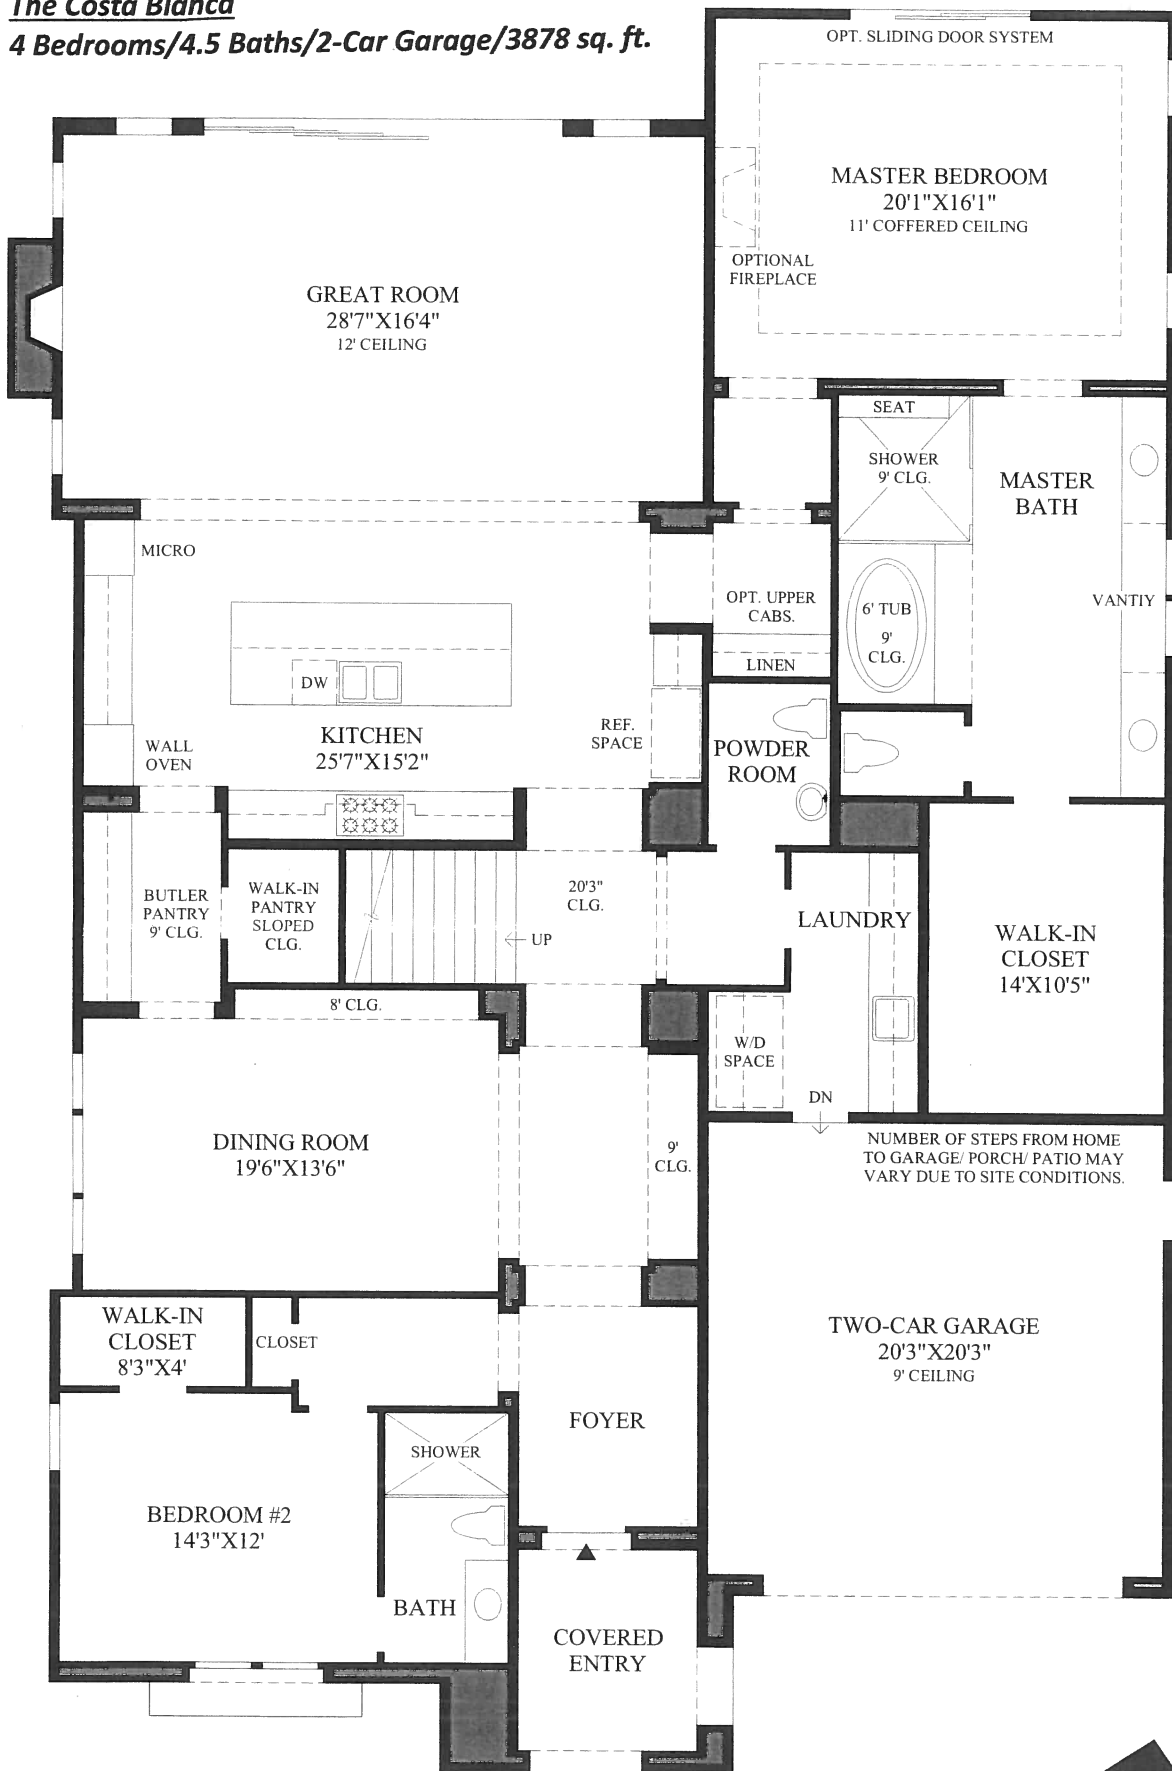 The Costa Blanca
4 Bedrooms/4.5 Baths/2-Car Garage/3878 sq. ft.
OPT. SLIDING DOOR SYSTEM
MASTER BEDROOM
20'1"X16'1"
11' COFFERED CEILING
OPTIONAL
FIREPLACE
GREAT ROOM
28'7"X16'4"
12' CEILING
SEAT
SHOWER
9' CLG.
MASTER
BATH
MICRO
OPT. UPPER
CABS.
LINEN
6' TUB
9'
CLG.
VANTIY
DW
KITCHEN
25'7"X15'2"
WALL
OVEN
REF.
SPACE
POWDER
ROOM
BUTLER
PANTRY
9' CLG.
WALK-IN
PANTRY
SLOPED
CLG.
20'3"
CLG.
UP
LAUNDRY
WALK-IN
CLOSET
14'X10'5"
8' CLG.
W/D
SPACE
DN
DINING ROOM
19'6"X13'6"
9'
CLG.
NUMBER OF STEPS FROM HOME
TO GARAGE/ PORCH/ PATIO MAY
VARY DUE TO SITE CONDITIONS.
WALK-IN
CLOSET
8'3"X4'
CLOSET
TWO-CAR GARAGE
20'3"X20'3"
9' CEILING
FOYER
SHOWER
BEDROOM #2
14'3"X12'
BATH
COVERED
ENTRY